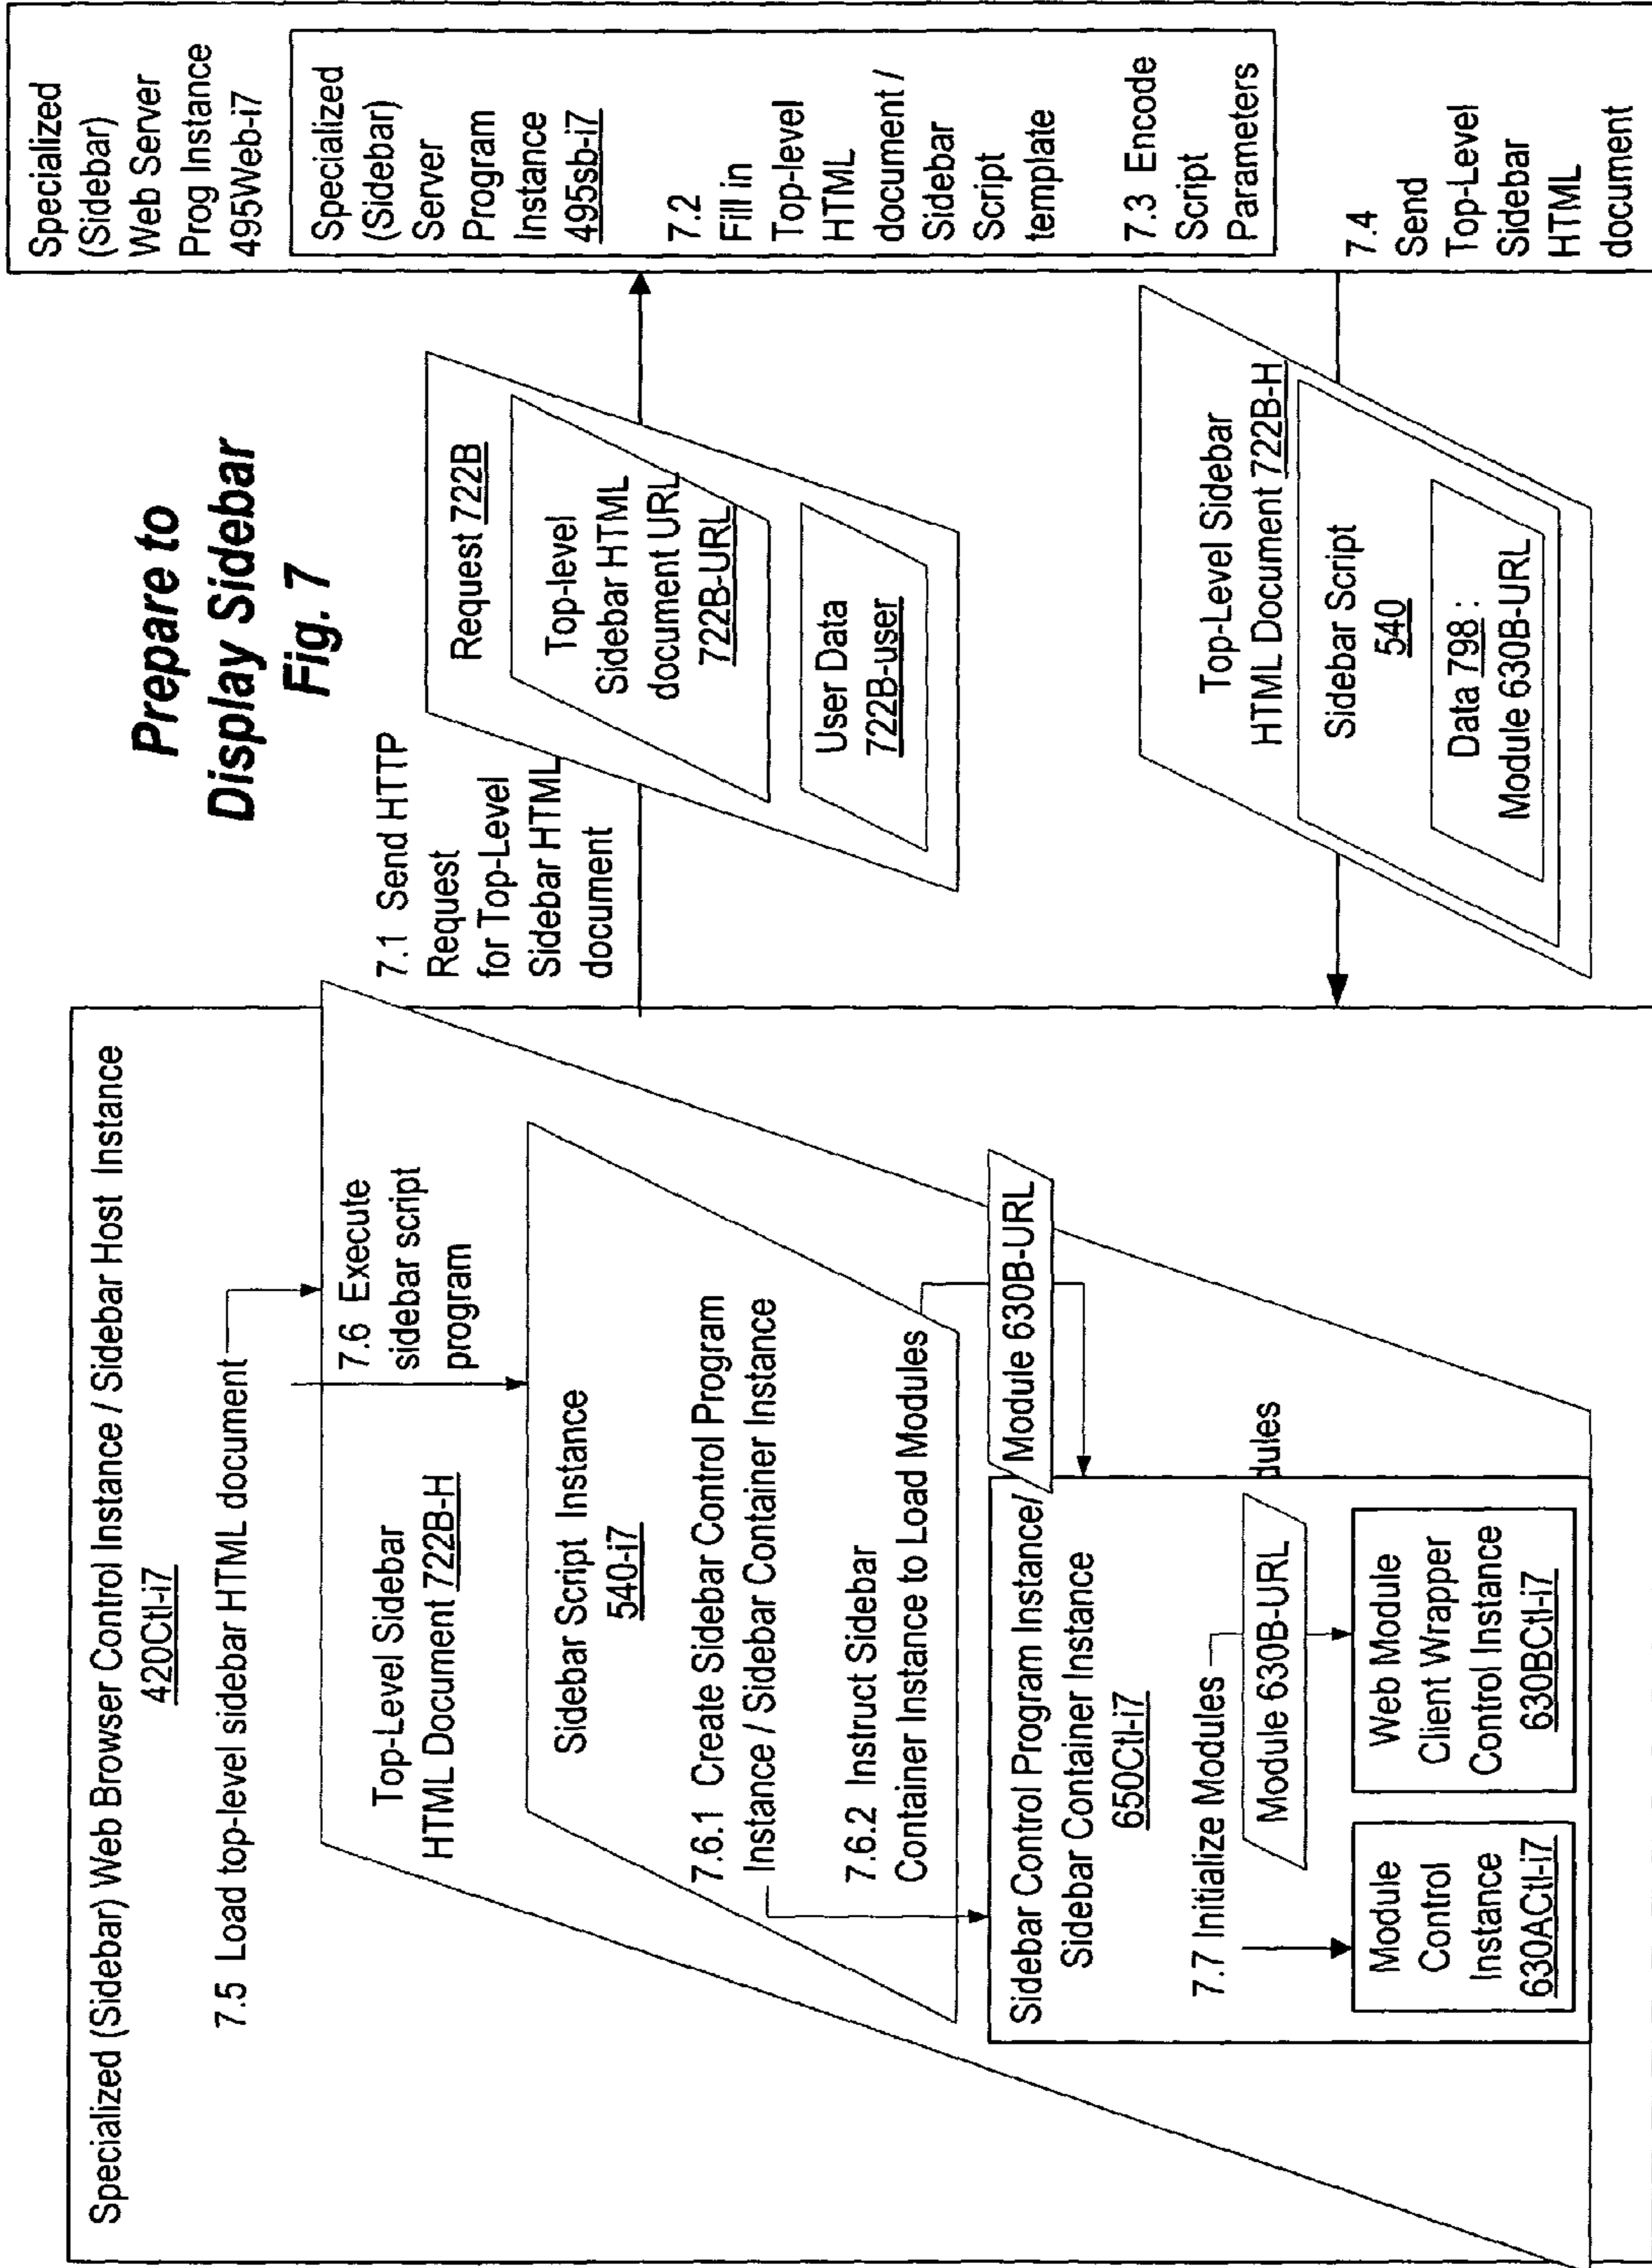 Prepare to
Display Sidebar
Fig. 7
Specialized (Sidebar) Web Browser Control Instance / Sidebar Host Instance
420Ctl-i7
7.5 Load top-level sidebar HTML document
7.6 Execute
sidebar script
program
Top-Level Sidebar
HTML Document 722B-H
Sidebar Script Instance
540-i7
7.6.1 Create Sidebar Control Program
Instance / Sidebar Container Instance
7.6.2 Instruct Sidebar
Container Instance to Load Modules
Module 630B-URL
Sidebar Control Program Instance/
Sidebar Container Instance
650Ctl-i7
7.7 Initialize Modules
dules
Module 630B-URL
Module
Control
Instance
630ACtl-i7
Web Module
Client Wrapper
Control Instance
630BCtl-i7
7.1 Send HTTP
Request
for Top-Level
Sidebar HTML
document
Request 722B
Top-level
Sidebar HTML
document URL
722B-URL
User Data
722B-user
Top-Level Sidebar
HTML Document 722B-H
Sidebar Script
540
Data 798 :
Module 630B-URL
Specialized
(Sidebar)
Web Server
Prog Instance
495Web-i7
Specialized
(Sidebar)
Server
Program
Instance
495sb-i7
7.2
Fill in
Top-level
HTML
document /
Sidebar
Script
template
7.3 Encode
Script
Parameters
7.4
Send
Top-Level
Sidebar
HTML
document